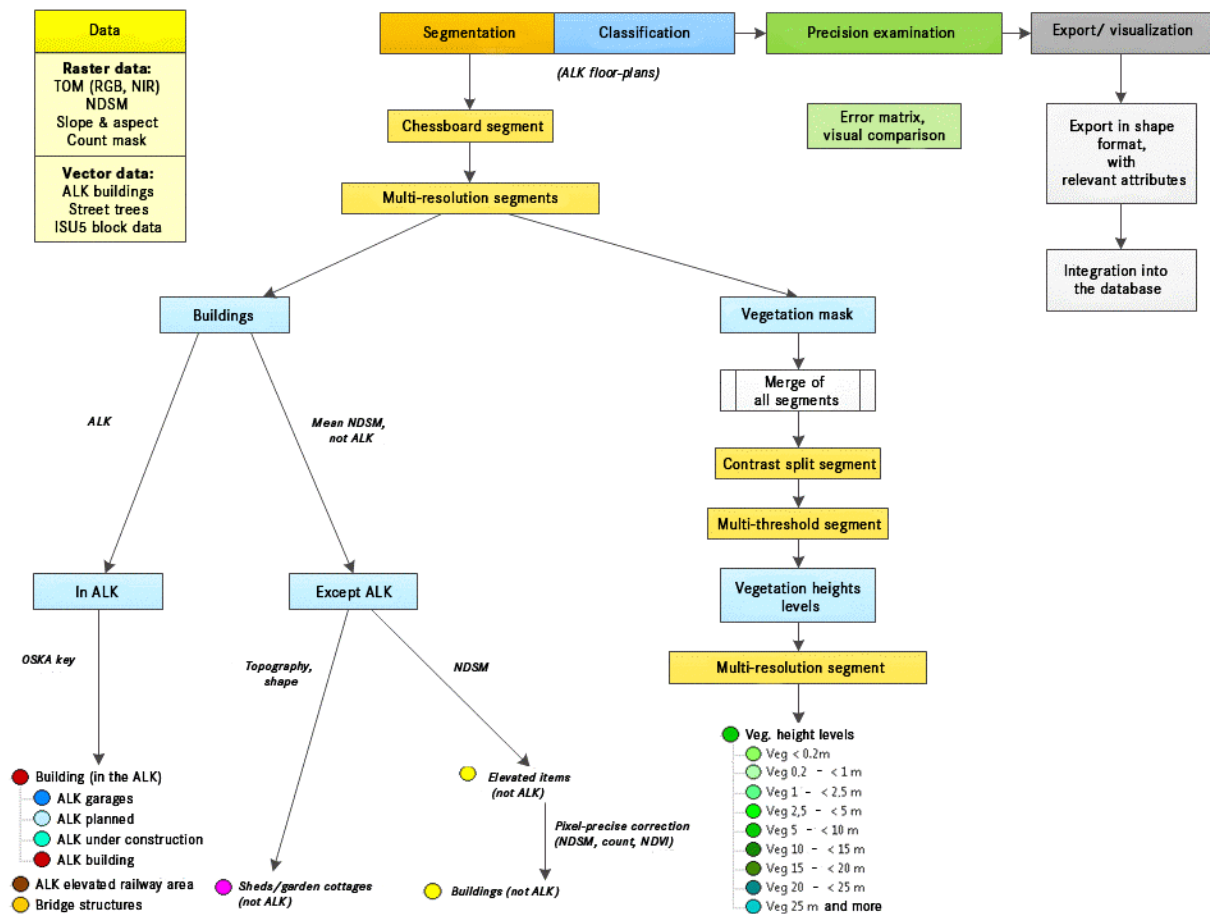 Data
Raster data:
TOM (RGB, NIR)
NDSM
Slope & aspect
Count mask
Vector data:
ALK buildings
Street trees
ISU5 block data
Segmentation
Classification
Precision examination
Export/ visualization
(ALK floor-plans)
Chessboard segment
Multi-resolution segments
Error matrix,
visual comparison
Export in shape
format,
with
relevant attributes
Integration into
the database
Buildings
Vegetation mask
ALK
Mean NDSM,
not ALK
Merge of
all segments
Contrast split segment
Multi-threshold segment
In ALK
Except ALK
Vegetation heights
levels
OSKA key
Topography,
shape
NDSM
Multi-resolution segment
Building (in the ALK)
ALK garages
ALK planned
ALK under construction
ALK building
ALK elevated railway area
Bridge structures
Sheds/garden cottages
(not ALK)
Elevated items
(not ALK)
Pixel-precise correction
(NDSM, count, NDVI)
Buildings (not ALK)
Veg. height levels
Veg < 0.2m
Veg 0,2 - < 1 m
Veg 1 - < 2,5 m
Veg 2,5 - < 5 m
Veg 5 - < 10 m
Veg 10 - < 15 m
Veg 15 - < 20 m
Veg 20 - < 25 m
Veg 25 m and more